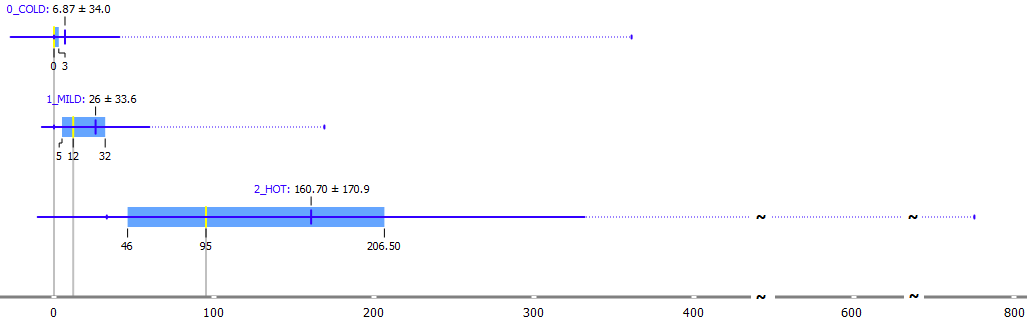 0_COLD: 6.87 ± 34.0
0 3
1_MILD: 26 ± 33.6
5 12 32
2_HOT: 160.70 ± 170.9
~ ~
46 95 206.50
~ ~
0 100 200 300 400 600 800